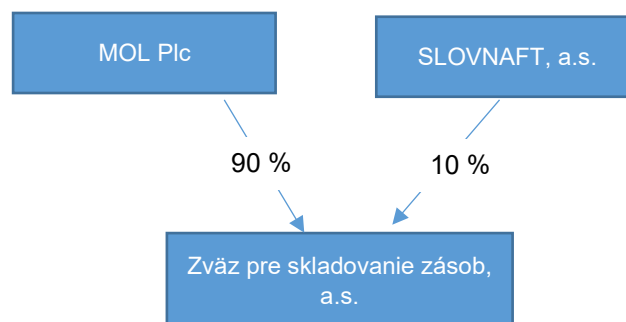 MOL Plc
SLOVNAFT, a.s.
90 %
10 %
Zväz pre skladovanie zásob,
a.s.